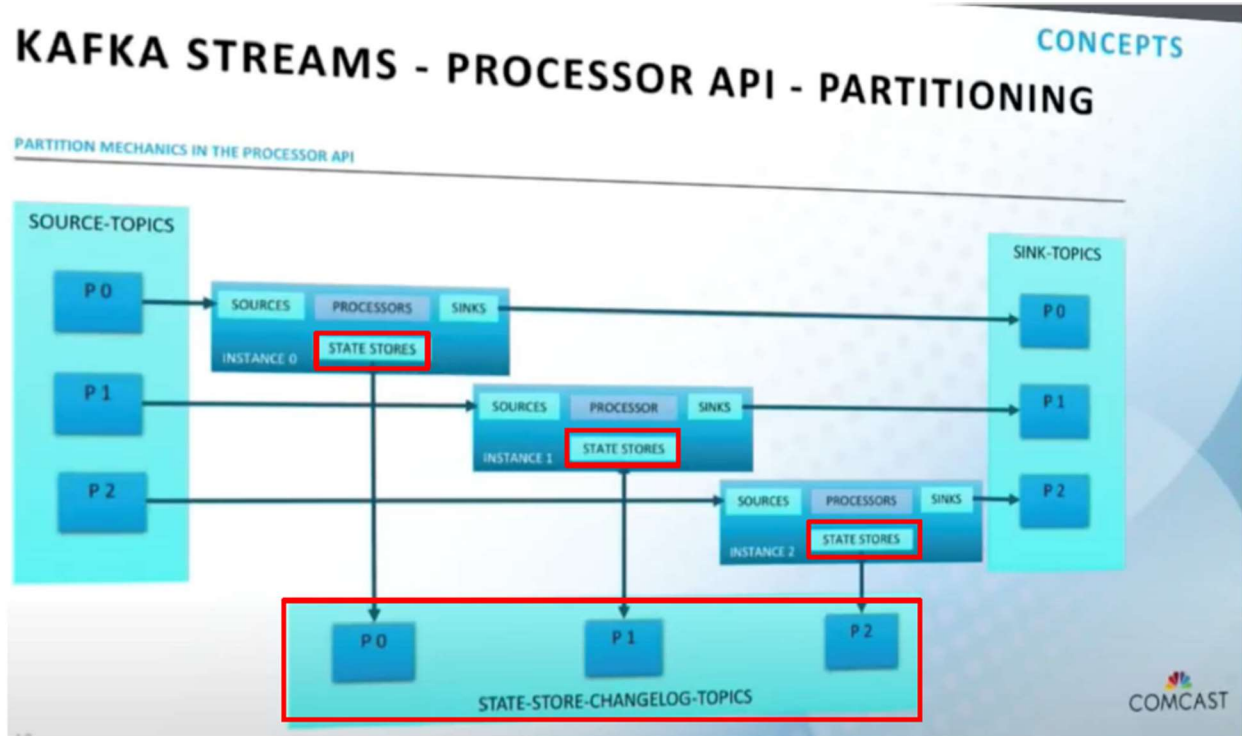 CONCEPTS
KAFKA STREAMS - PROCESSOR API - PARTITIONING
PARTITION MECHANICS IN THE PROCESSOR API
SOURCE-TOPICS
SINK-TOPICS
P 0
SOURCES PROCESSORS SINKS
STATE STORES
INSTANCE 0
P 0
P 1
SOURCES PROCESSOR SINKS
STATE STORES
INSTANCE 1
P 1
P 2
SOURCES PROCESSORS SINKS
STATE STORES
INSTANCE 2
P 2
P 0
P 1
P 2
STATE-STORE-CHANGELOG-TOPICS
COMCAST